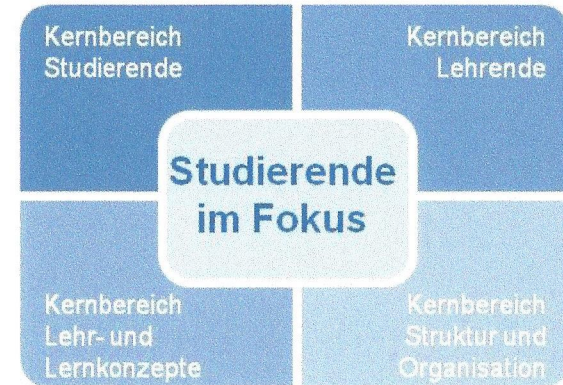 Kernbereich
Studierende
Kernbereich
Lehrende
Studierende
im Fokus
Kernbereich
Lehr- und
Lernkonzepte
Kernbereich
Struktur und
Organisation